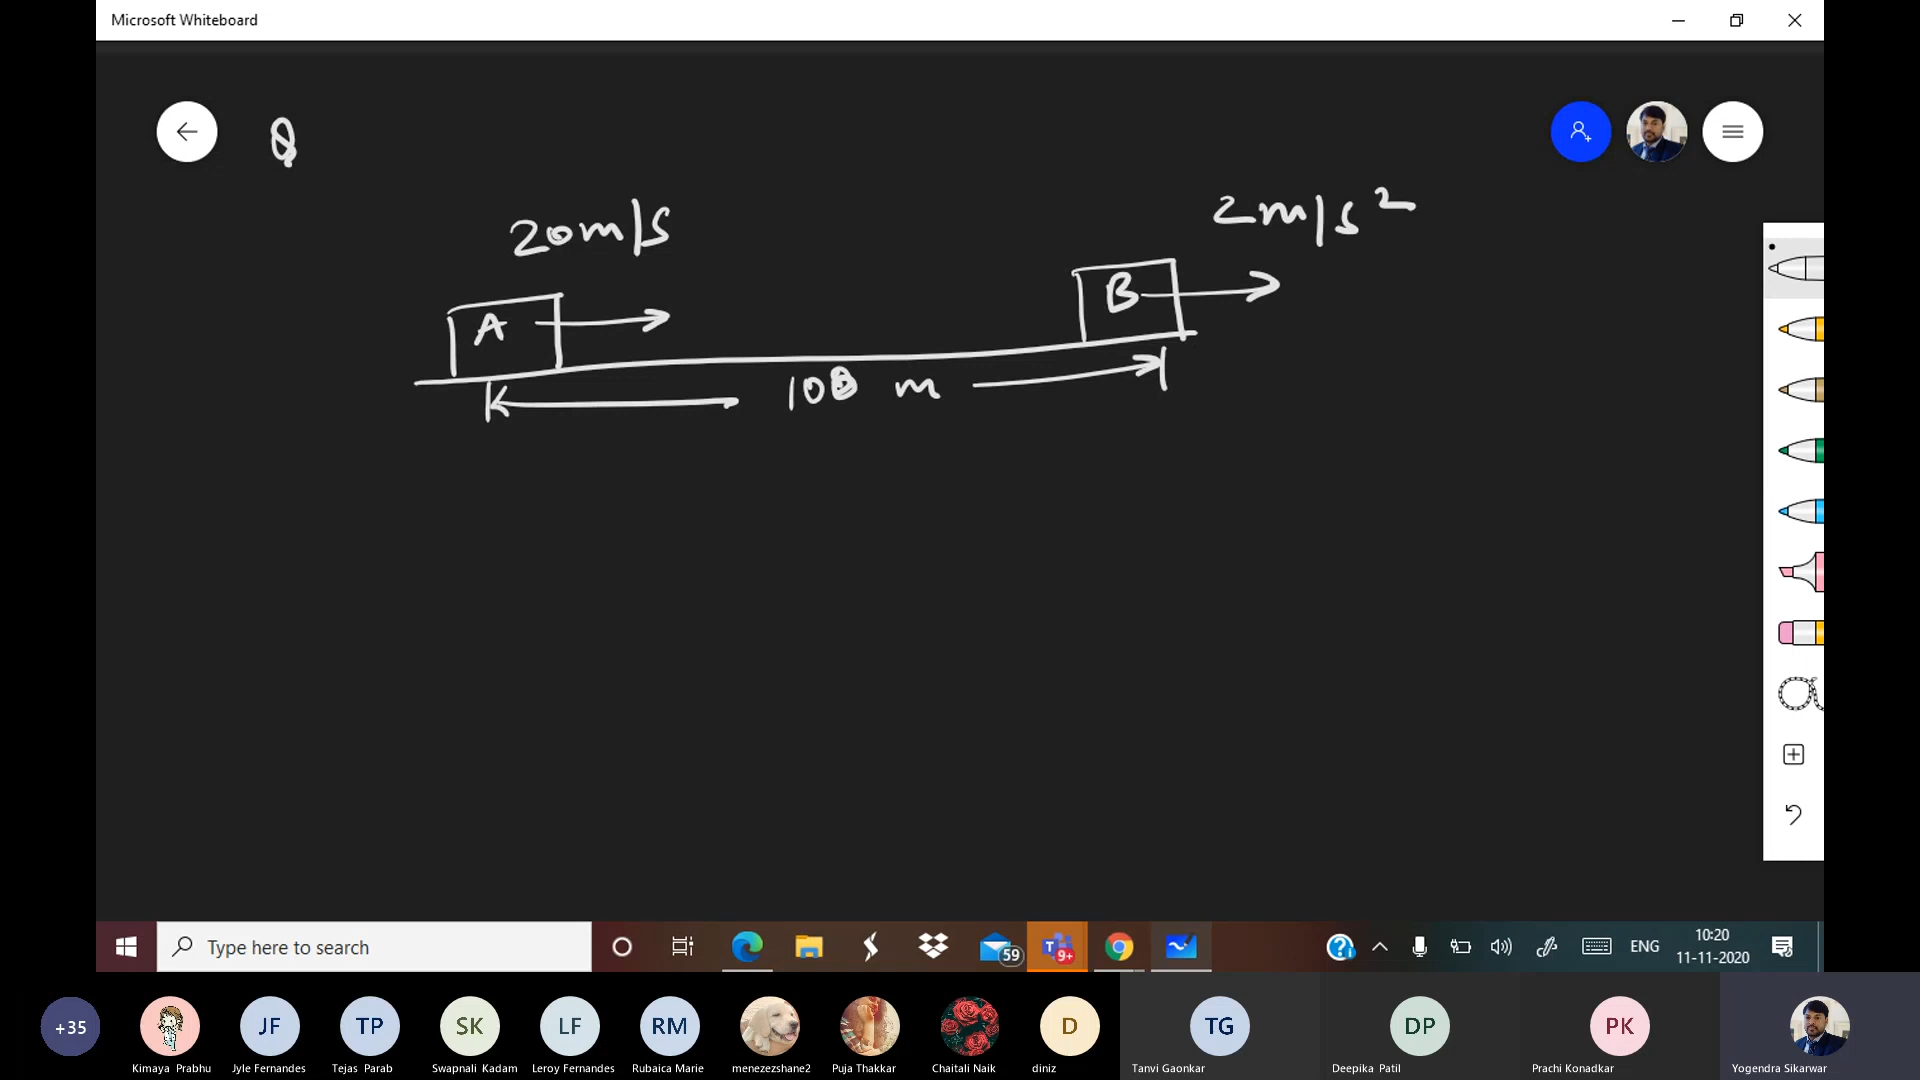 Microsoft Whiteboard
Q
20m/s
2m/s²
A
B
m
Type here to search
59
9+
ENG
10:20
11-11-2020
+35
JF
TP
SK
LF
RM
D
TG
DP
PK
Kimaya Prabhu
Jyle Fernandes
Tejas Parab
Swapnali Kadam
Leroy Fernandes
Rubaica Marie
menezezshane2
Puja Thakkar
Chaitali Naik
diniz
Tanvi Gaonkar
Deepika Patil
Prachi Konadkar
Yogendra Sikarwar